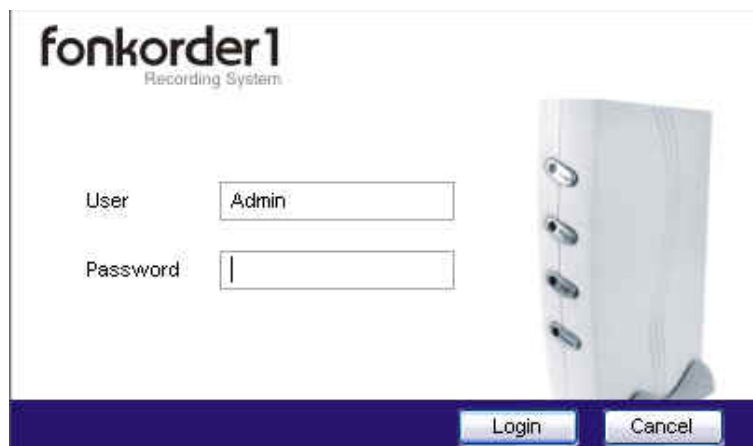 fonkorder1
Recording System
User
Admin
Password
Login
Cancel